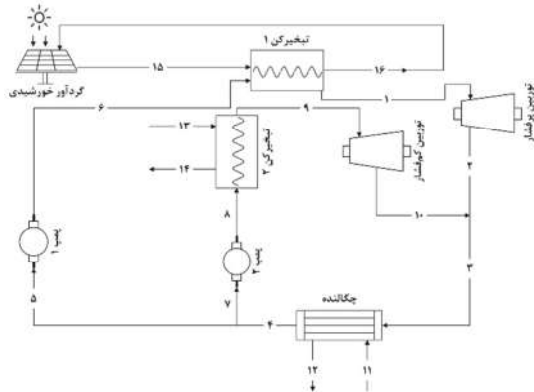 تبخیرکن ۱
۱۵
۱۶
گردآور خورشیدی
۱
توربین پرفشار
۶
۹
۱۳
تبخیرکن ۲
۱۴
توربین کم‌فشار
۲
۸
۱۰
پمپ ۱
پمپ ۲
۳
۵
۷
چگالنده
۴
۱۲
۱۱